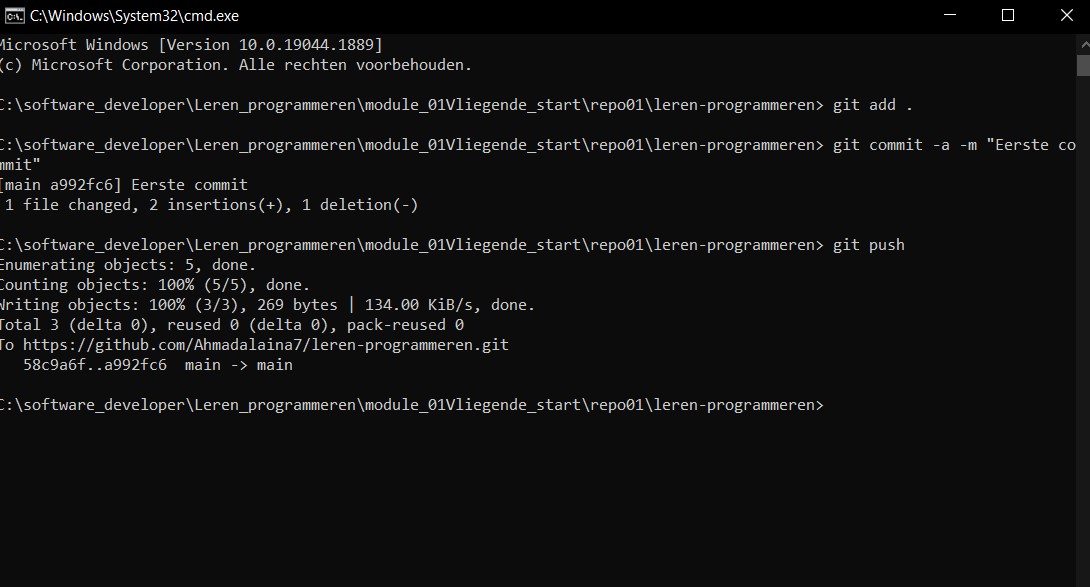 C:\Windows\System32\cmd.exe
Microsoft Windows [Version 10.0.19044.1889]
(c) Microsoft Corporation. Alle rechten voorbehouden.
C:\software_developer\Leren_programmeren\module_01Vliegende_start\repo01\leren-programmeren> git add .
C:\software_developer\Leren_programmeren\module_01Vliegende_start\repo01\leren-programmeren> git commit -a -m "Eerste co
mmit"
[main a992fc6] Eerste commit
1 file changed, 2 insertions(+), 1 deletion(-)
C:\software_developer\Leren_programmeren\module_01Vliegende_start\repo01\leren-programmeren> git push
Enumerating objects: 5, done.
Counting objects: 100% (5/5), done.
Writing objects: 100% (3/3), 269 bytes | 134.00 KiB/s, done.
Total 3 (delta 0), reused 0 (delta 0), pack-reused 0
To https://github.com/Ahmadalaina7/leren-programmeren.git
58c9a6f..a992fc6  main -> main
C:\software_developer\Leren_programmeren\module_01Vliegende_start\repo01\leren-programmeren>